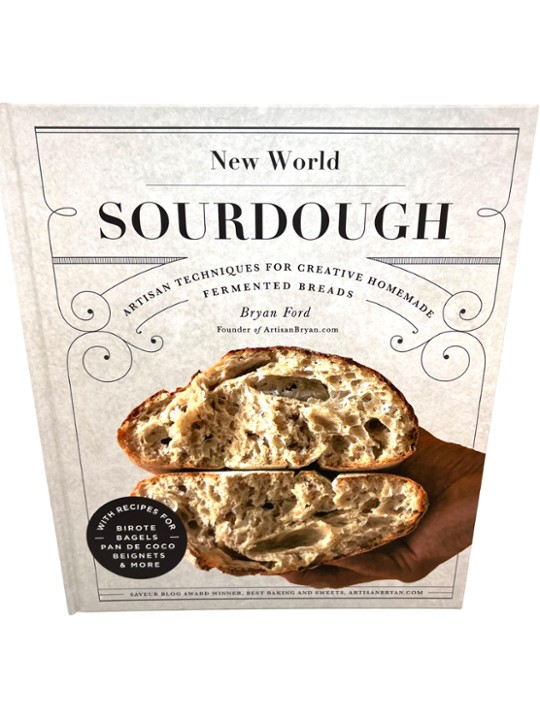 New World
SOURDOUGH
ARTISAN TECHNIQUES FOR CREATIVE HOMEMADE
FERMENTED BREADS
Bryan Ford
Founder of ArtisanBryan.com
WITH RECIPES FOR
BIROTE
BAGELS
PAN DE COCO
BEIGNETS
& MORE
SAVEUR BLOG AWARD WINNER, BEST BAKING AND SWEETS, ARTISANBRYAN.COM